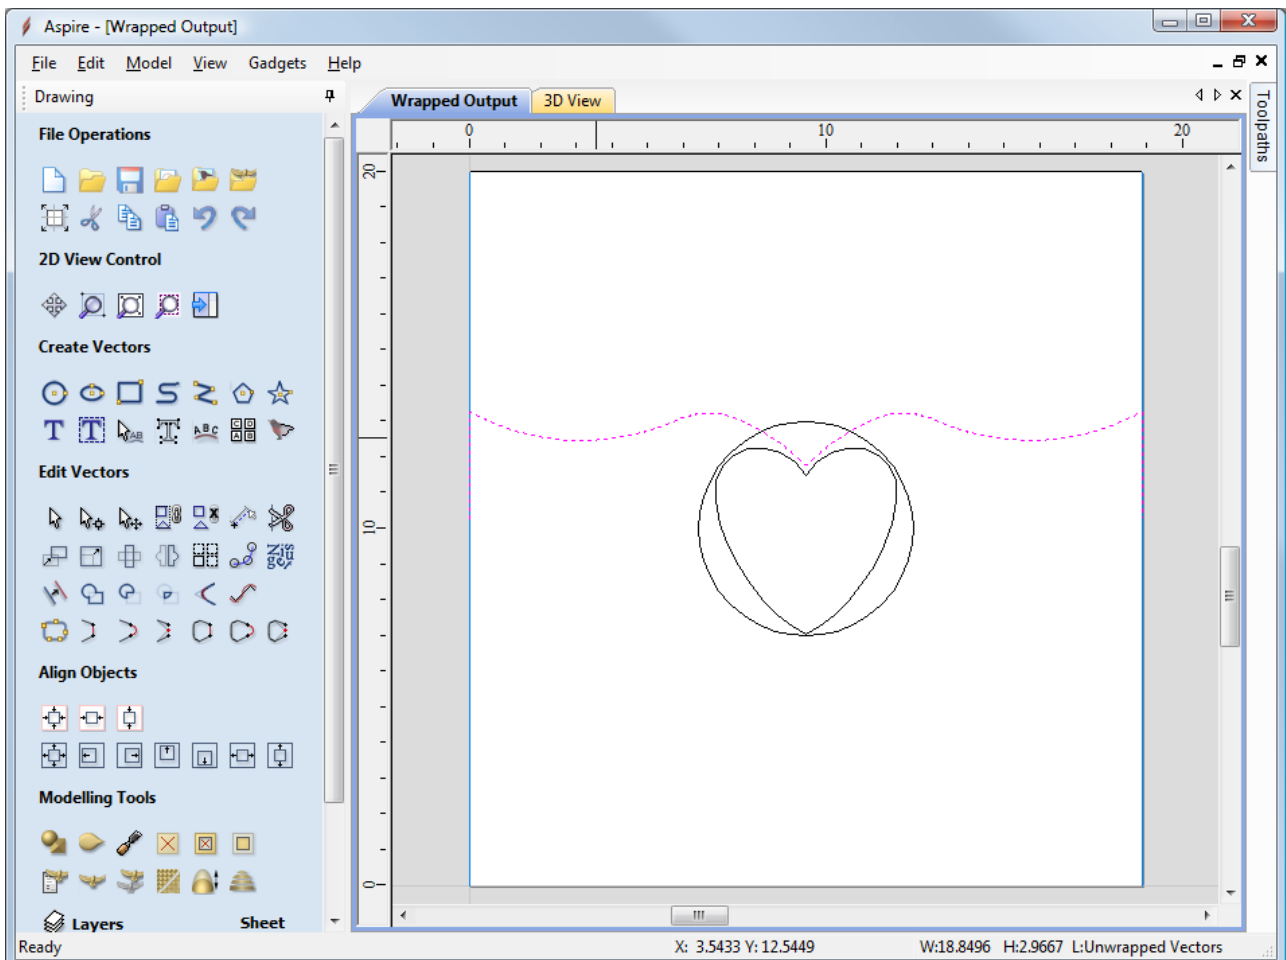 Aspire - [Wrapped Output]
File Edit Model View Gadgets Help
Drawing
Wrapped Output 3D View
Toolpaths
File Operations
0 10 20
20
2D View Control
Create Vectors
Edit Vectors
10
Align Objects
Modelling Tools
0
Layers Sheet
Ready X: 3.5433 Y: 12.5449 W:18.8496 H:2.9667 L:Unwrapped Vectors